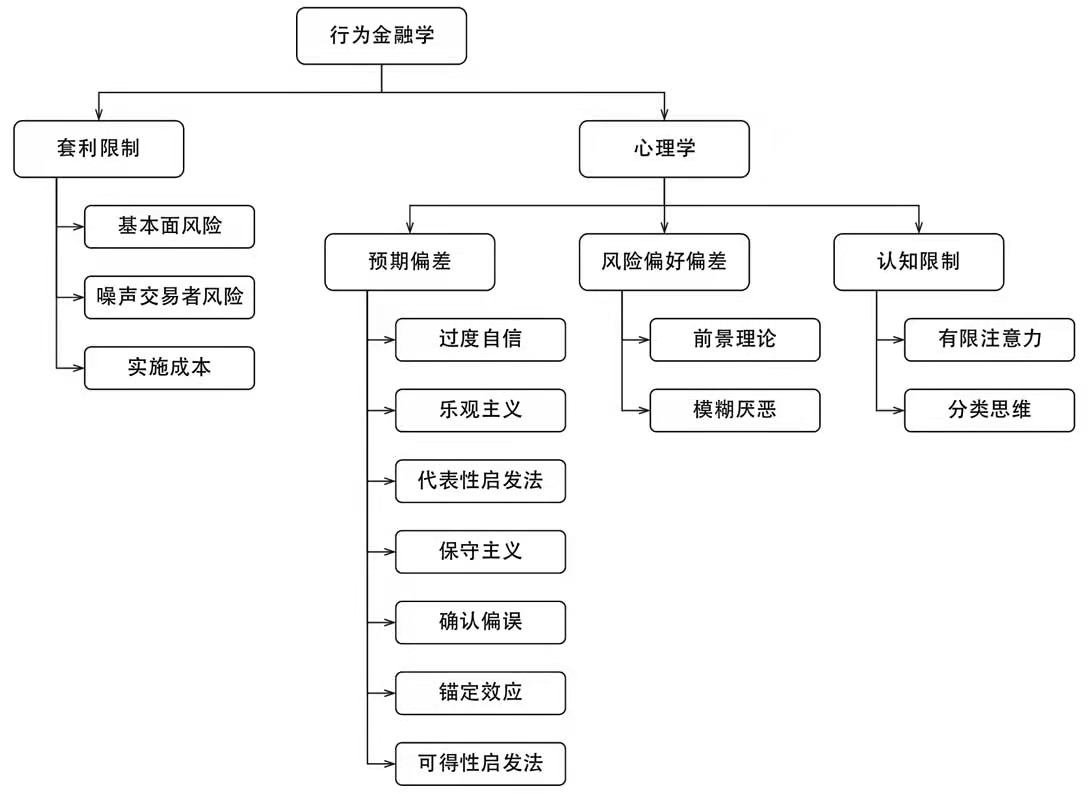 行为金融学
套利限制
心理学
基本面风险
噪声交易者风险
实施成本
预期偏差
风险偏好偏差
认知限制
过度自信
乐观主义
代表性启发法
保守主义
确认偏误
锚定效应
可得性启发法
前景理论
模糊厌恶
有限注意力
分类思维